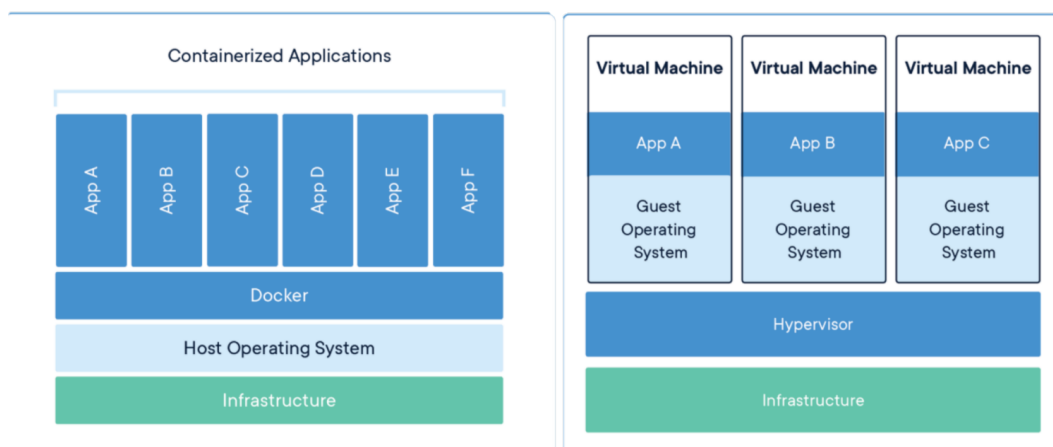 Containerized Applications
App A
App B
App C
App D
App E
App F
Docker
Host Operating System
Infrastructure
Virtual Machine
App A
Guest
Operating
System
Virtual Machine
App B
Guest
Operating
System
Virtual Machine
App C
Guest
Operating
System
Hypervisor
Infrastructure